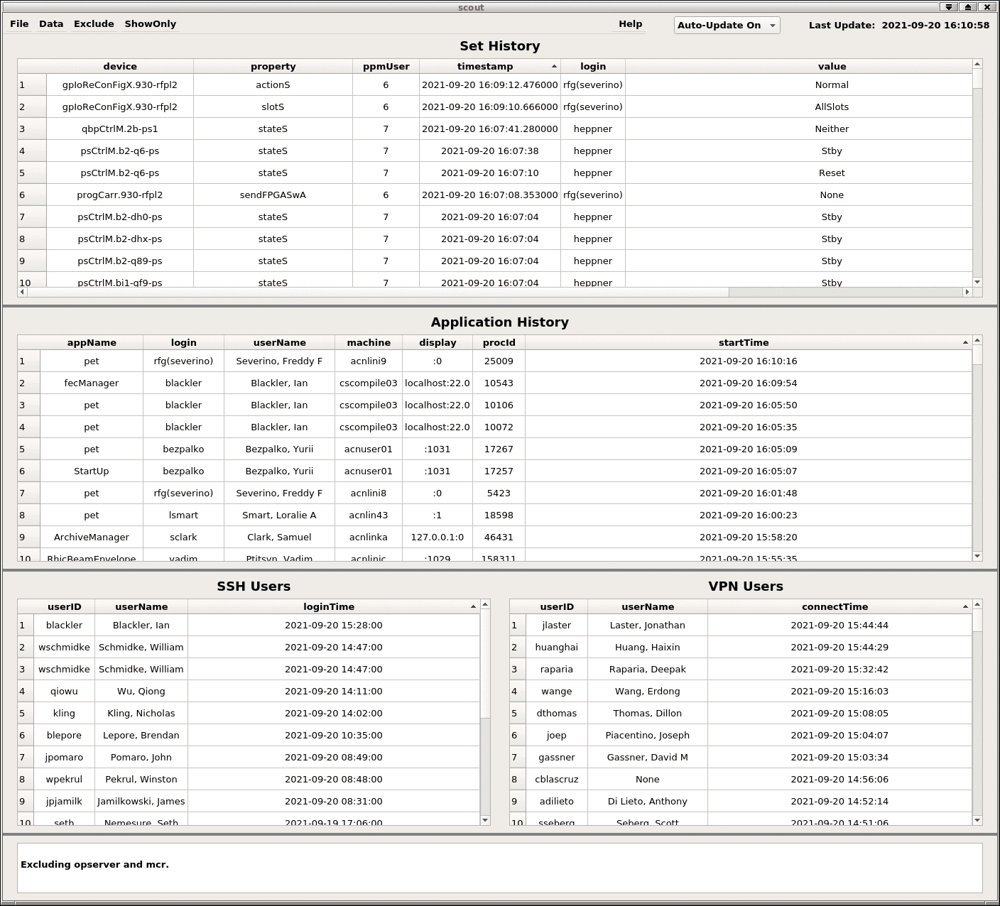 scout
File Data Exclude ShowOnly Help Auto-Update On Last Update: 2021-09-20 16:10:58
Set History
device property ppmUser timestamp login value
1 gpIoReConFigX.930-rfpl2 actionS 6 2021-09-20 16:09:12.476000 rfg(severino) Normal
2 gpIoReConFigX.930-rfpl2 slotS 6 2021-09-20 16:09:10.666000 rfg(severino) AllSlots
3 qbpCtrlM.2b-ps1 stateS 7 2021-09-20 16:07:41.280000 heppner Neither
4 psCtrlM.b2-q6-ps stateS 7 2021-09-20 16:07:38 heppner Stby
5 psCtrlM.b2-q6-ps stateS 7 2021-09-20 16:07:10 heppner Reset
6 progCarr.930-rfpl2 sendFPGASwA 6 2021-09-20 16:07:08.353000 rfg(severino) None
7 psCtrlM.b2-dh0-ps stateS 7 2021-09-20 16:07:04 heppner Stby
8 psCtrlM.b2-dhx-ps stateS 7 2021-09-20 16:07:04 heppner Stby
9 psCtrlM.b2-q89-ps stateS 7 2021-09-20 16:07:04 heppner Stby
10 psCtrlM.bi1-qf9-ps stateS 7 2021-09-20 16:07:04 heppner Stby
Application History
appName login userName machine display procId startTime
1 pet rfg(severino) Severino, Freddy F acnlini9 :0 25009 2021-09-20 16:10:16
2 fecManager blackler Blackler, Ian cscompile03 localhost:22.0 10543 2021-09-20 16:09:54
3 pet blackler Blackler, Ian cscompile03 localhost:22.0 10106 2021-09-20 16:05:50
4 pet blackler Blackler, Ian cscompile03 localhost:22.0 10072 2021-09-20 16:05:35
5 pet bezpalko Bezpalko, Yurii acnuser01 :1031 17267 2021-09-20 16:05:09
6 StartUp bezpalko Bezpalko, Yurii acnuser01 :1031 17257 2021-09-20 16:05:07
7 pet rfg(severino) Severino, Freddy F acnlini8 :0 5423 2021-09-20 16:01:48
8 pet lsmart Smart, Loralie A acnlin43 :1 18598 2021-09-20 16:00:23
9 ArchiveManager sclark Clark, Samuel acnlinka 127.0.0.1:0 46431 2021-09-20 15:58:20
10 RhicBeamEnvelope vadim Ptitsyn, Vadim acnlinic :1029 158311 2021-09-20 15:55:35
SSH Users
userID userName loginTime
1 blackler Blackler, Ian 2021-09-20 15:28:00
2 wschmidke Schmidke, William 2021-09-20 14:47:00
3 wschmidke Schmidke, William 2021-09-20 14:47:00
4 qiowu Wu, Qiong 2021-09-20 14:11:00
5 kling Kling, Nicholas 2021-09-20 14:02:00
6 blepore Lepore, Brendan 2021-09-20 10:35:00
7 jpomaro Pomaro, John 2021-09-20 08:49:00
8 wpekrul Pekrul, Winston 2021-09-20 08:48:00
9 jpjamilk Jamilkowski, James 2021-09-20 08:31:00
10 seth Nemesure, Seth 2021-09-19 17:06:00
VPN Users
userID userName connectTime
1 jlaster Laster, Jonathan 2021-09-20 15:44:44
2 huanghai Huang, Haixin 2021-09-20 15:44:29
3 raparia Raparia, Deepak 2021-09-20 15:32:42
4 wange Wang, Erdong 2021-09-20 15:16:03
5 dthomas Thomas, Dillon 2021-09-20 15:08:05
6 joep Piacentino, Joseph 2021-09-20 15:04:07
7 gassner Gassner, David M 2021-09-20 15:03:34
8 cblascruz None 2021-09-20 14:56:06
9 adilieto Di Lieto, Anthony 2021-09-20 14:52:14
10 sseberg Seberg, Scott 2021-09-20 14:51:06
Excluding opserver and mcr.